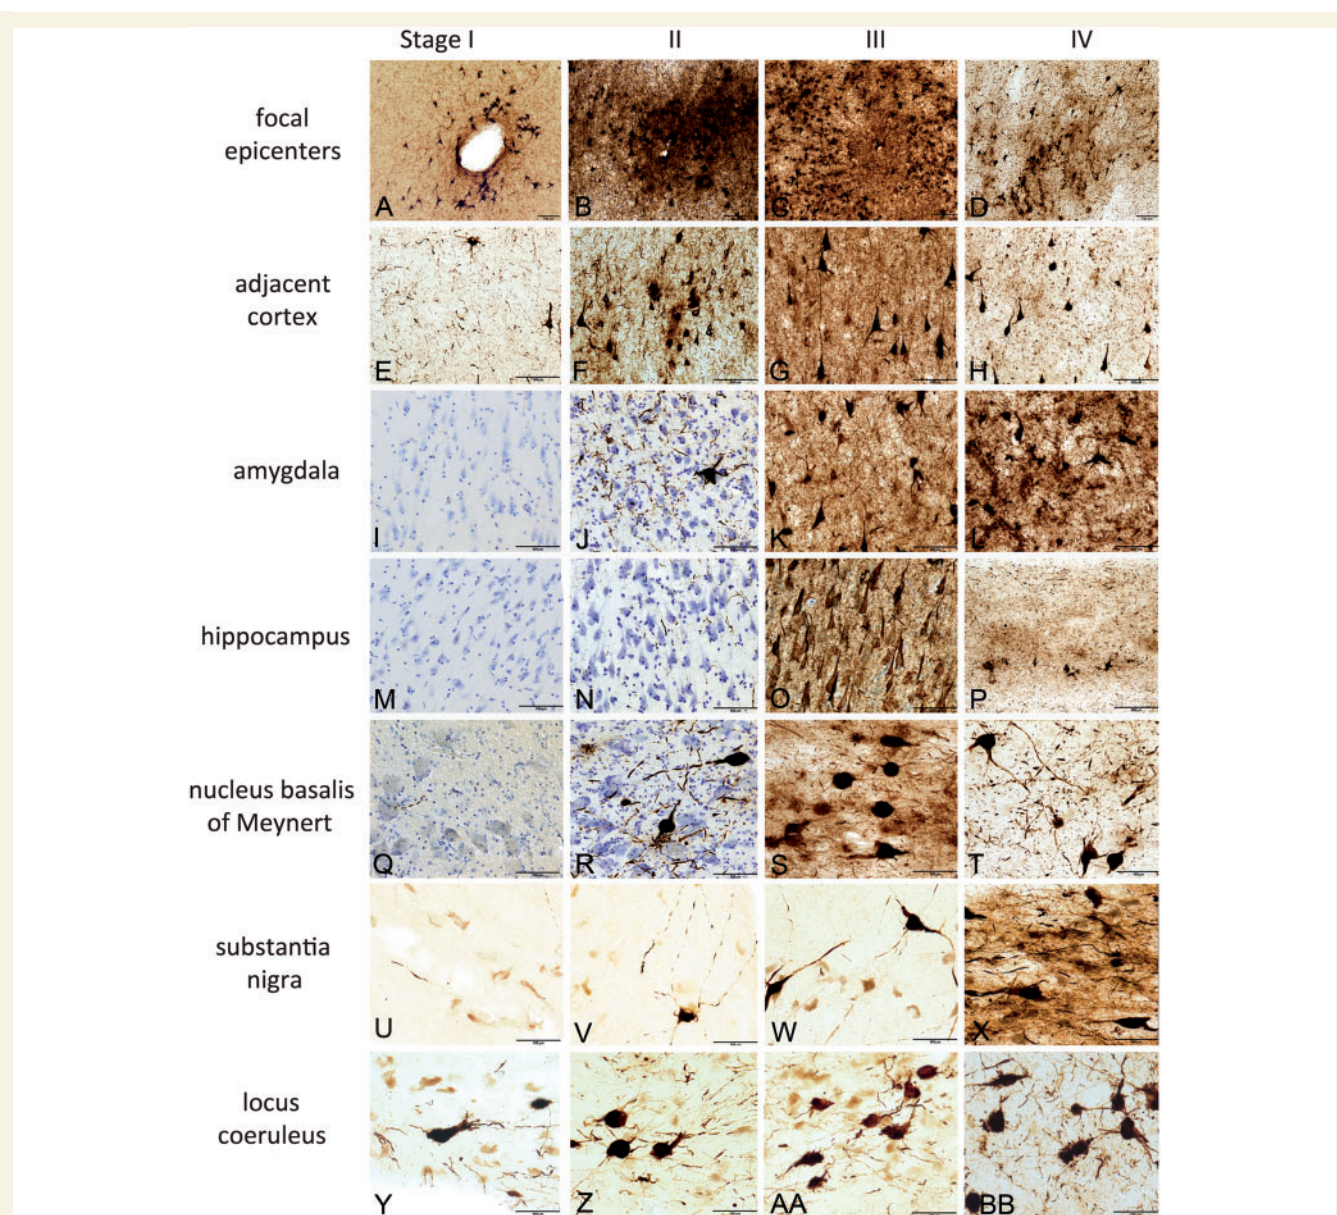 Stage I II III IV
focal
epicenters
A B C D
adjacent
cortex
E F G H
amygdala
I J K L
hippocampus
M N O P
nucleus basalis
of Meynert
Q R S T
substantia
nigra
U V W X
locus
coeruleus
Y Z AA BB